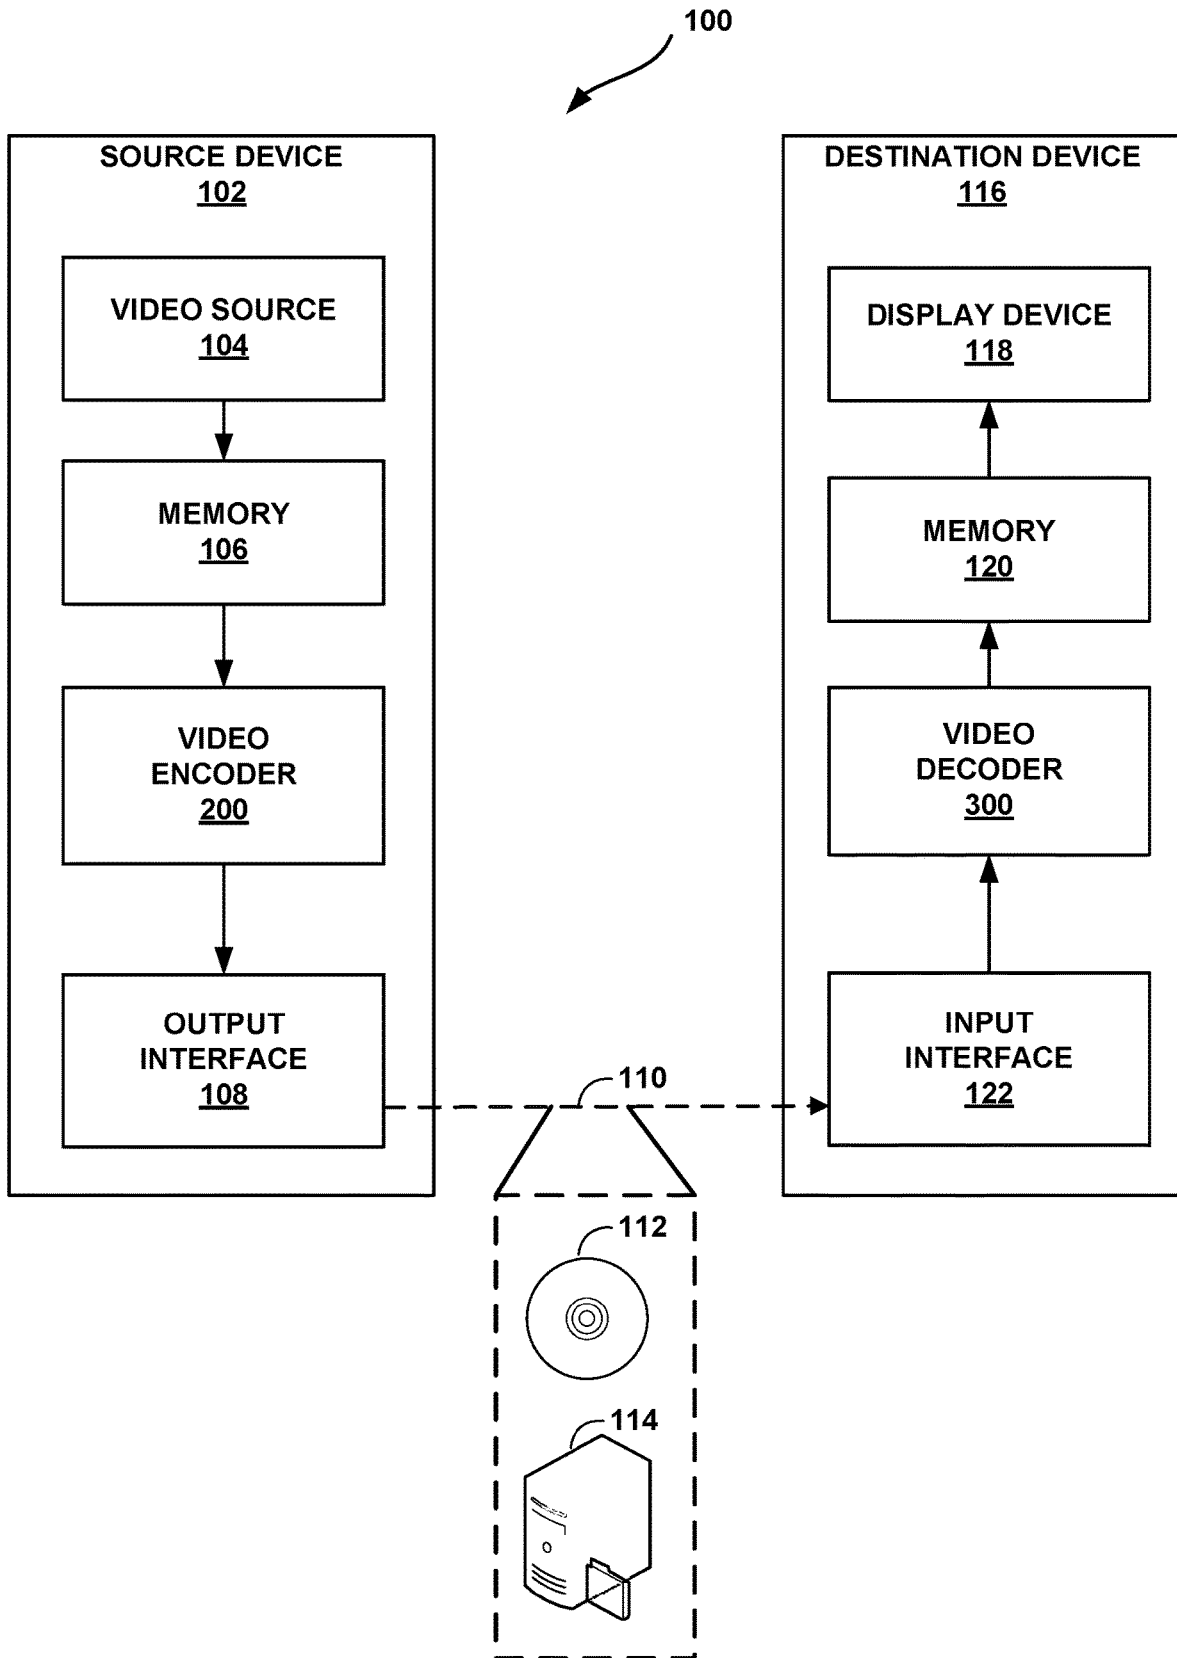 100
SOURCE DEVICE
102
VIDEO SOURCE
104
MEMORY
106
VIDEO
ENCODER
200
OUTPUT
INTERFACE
108
DESTINATION DEVICE
116
DISPLAY DEVICE
118
MEMORY
120
VIDEO
DECODER
300
INPUT
INTERFACE
122
110
112
114